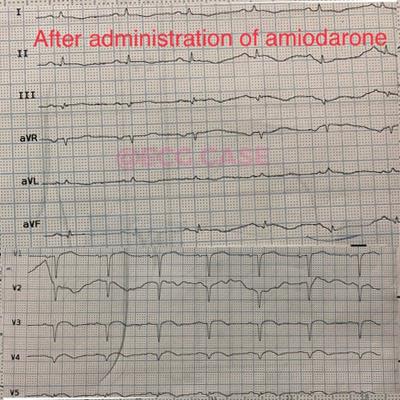 I
After administration of amiodarone
II
III
aVR
@ECG.CASE
aVL
aVF
V1
V2
V3
V4
V5